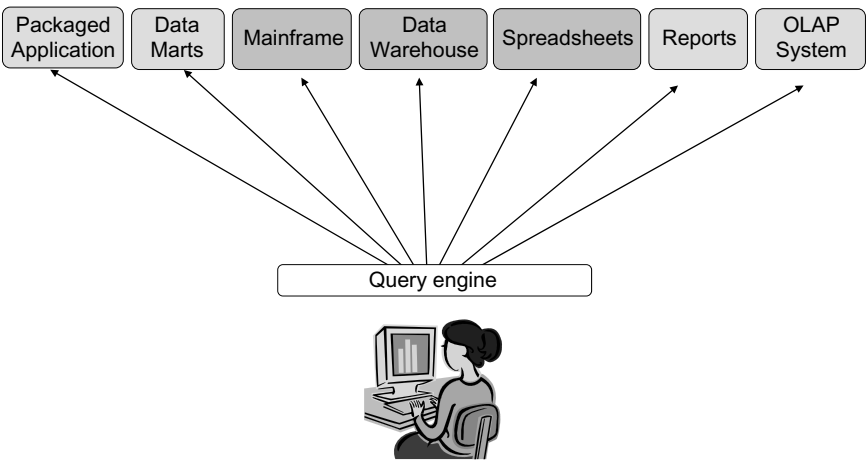 Packaged
Application
Data
Marts
Mainframe
Data
Warehouse
Spreadsheets
Reports
OLAP
System
Query engine